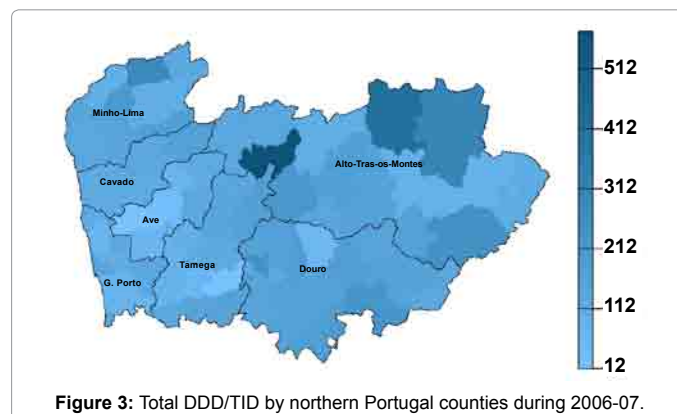 512
Minho-Lima
412
Alto-Tras-os-Montes
Cavado
312
Ave
212
Tamega
Douro
G. Porto
112
12
Figure 3: Total DDD/TID by northern Portugal counties during 2006-07.